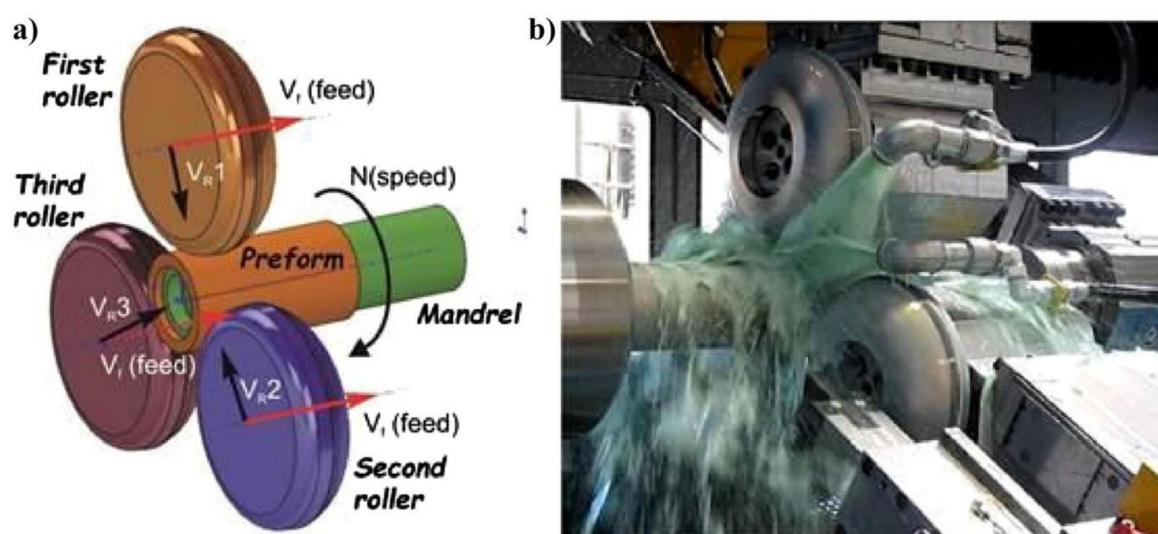 a)
First
roller
V_f (feed)
V_R1
Third
roller
N(speed)
Preform
V_R3
Mandrel
V_f (feed)
V_R2
V_f (feed)
Second
roller
b)